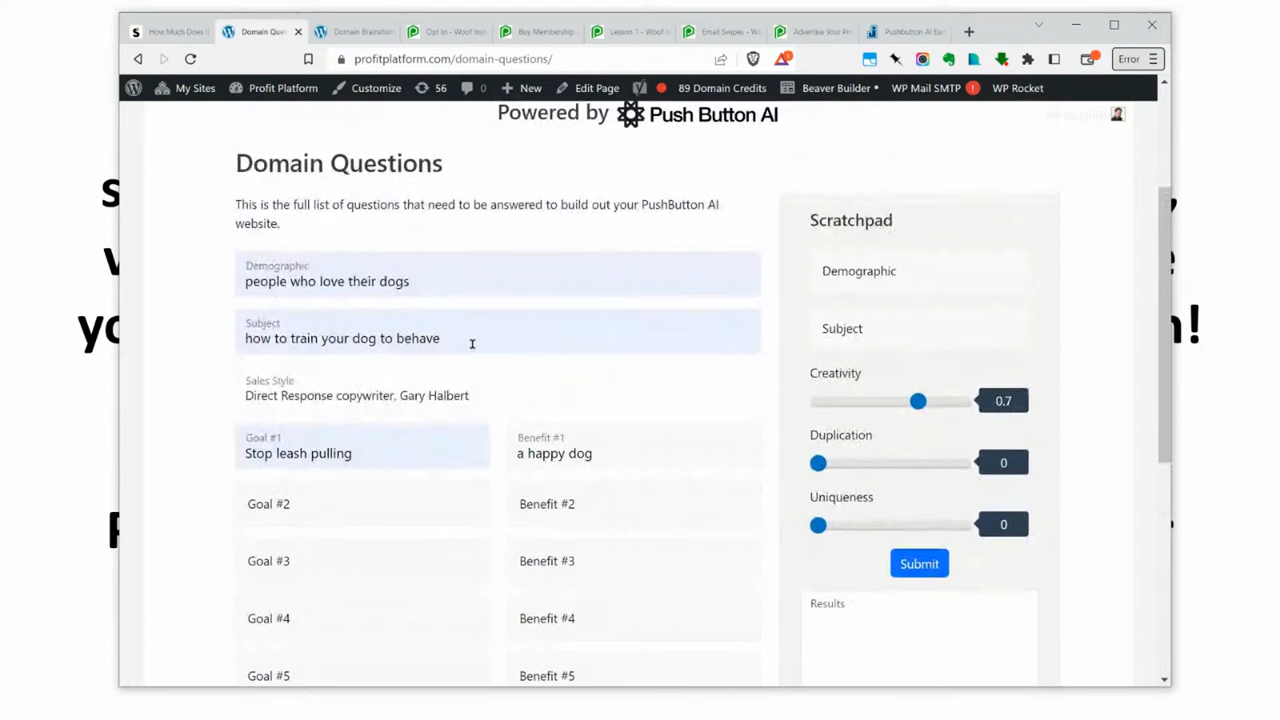 How Much Does I
Domain Ques
Domain Brainstor
Opt In - Woof Inst
Buy Membership
Lesson 1 - Woof I
Email Swipes - W
Advertise Your Pr
Pushbutton AI Ear
profitplatform.com/domain-questions/
Error
My Sites
Profit Platform
Customize
56
0
New
Edit Page
89 Domain Credits
Beaver Builder
WP Mail SMTP
WP Rocket
Powered by Push Button AI
Domain Questions
This is the full list of questions that need to be answered to build out your PushButton AI
website.
Demographic
people who love their dogs
Subject
how to train your dog to behave
Sales Style
Direct Response copywriter, Gary Halbert
Goal #1
Stop leash pulling
Benefit #1
a happy dog
Goal #2
Benefit #2
Goal #3
Benefit #3
Goal #4
Benefit #4
Goal #5
Benefit #5
Scratchpad
Demographic
Subject
Creativity
0.7
Duplication
0
Uniqueness
0
Submit
Results